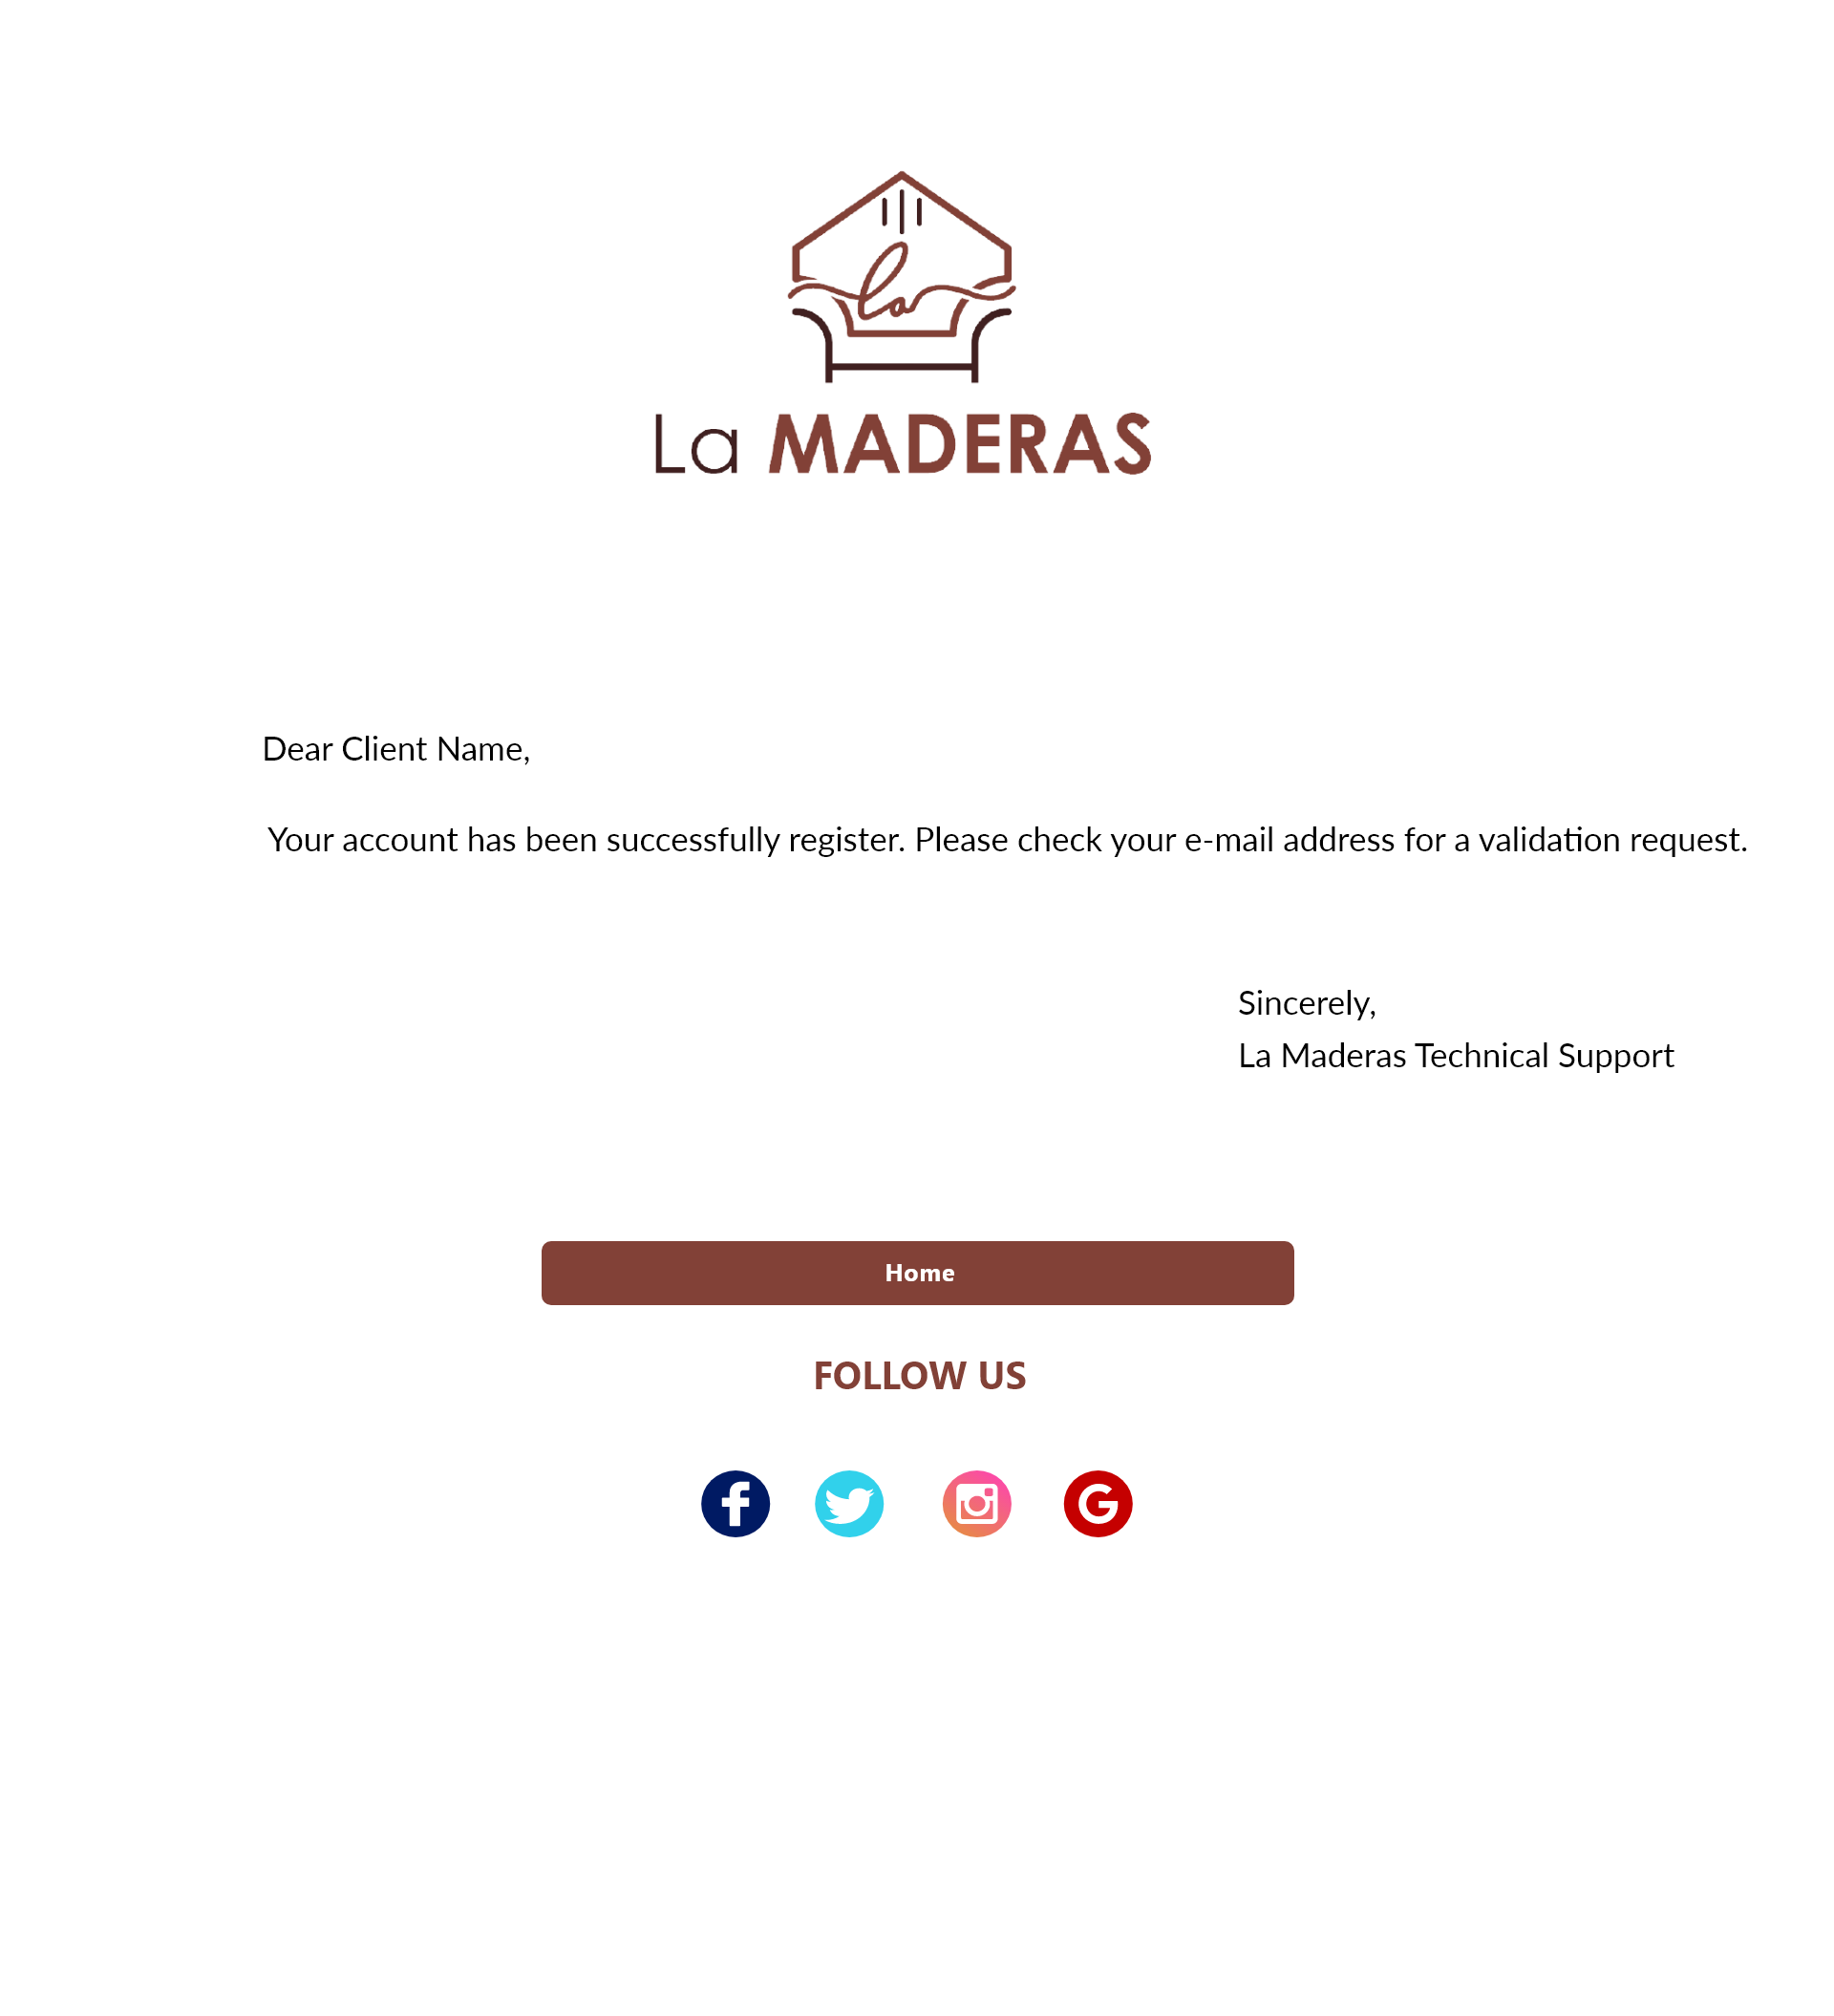 la
La MADERAS
Dear Client Name,
Your account has been successfully register. Please check your e-mail address for a validation request.
Sincerely,
La Maderas Technical Support
Home
FOLLOW US